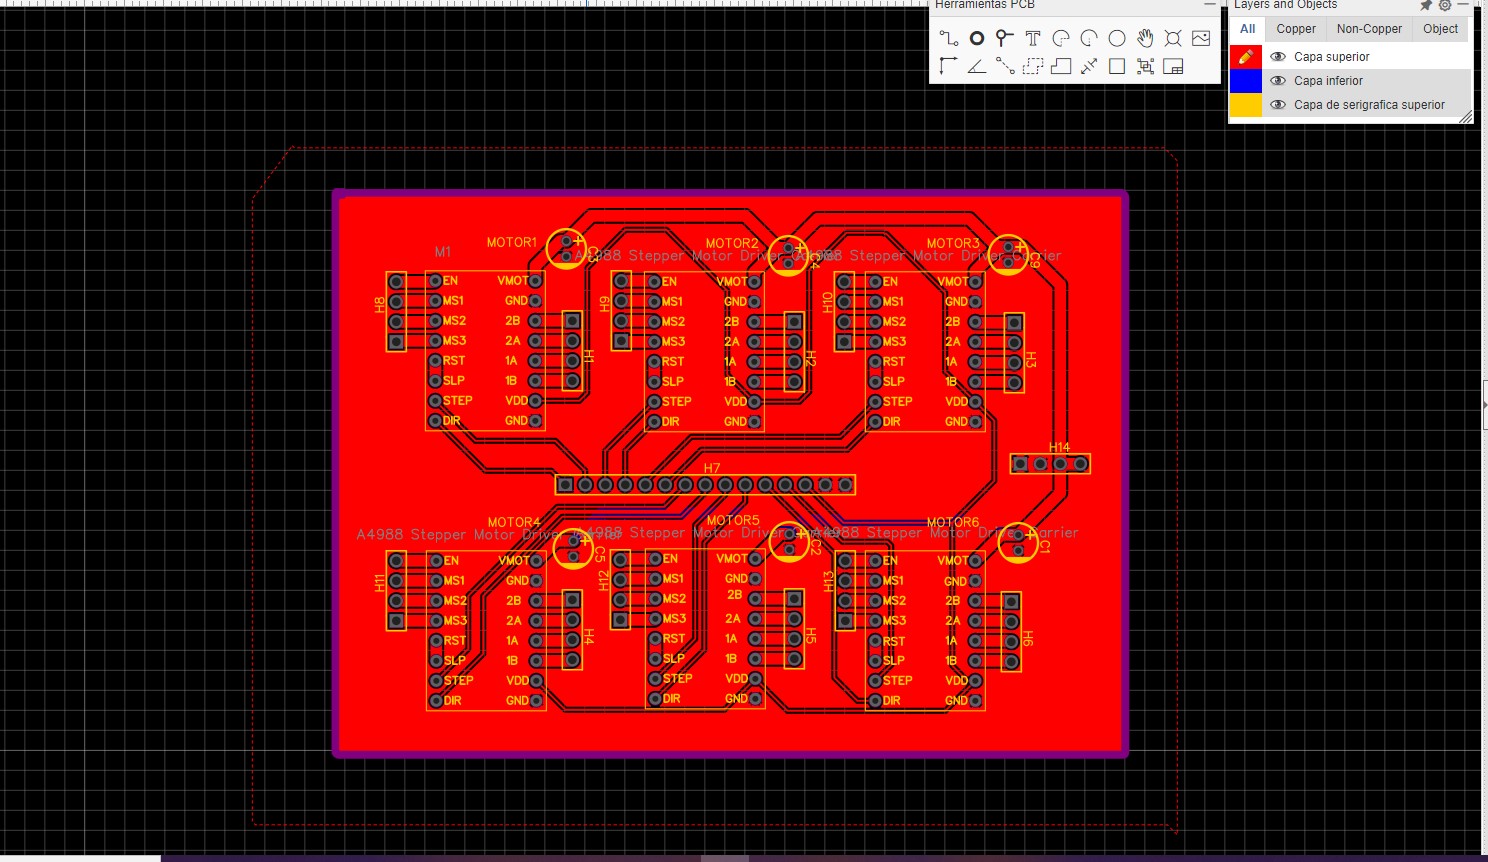 Herramientas PCB
Layers and Objects
All Copper Non-Copper Object
Capa superior
Capa inferior
Capa de serigrafica superior
M1
MOTOR1
C3
A4988 Stepper Motor Driver Carrier
MOTOR2
C4
A4988 Stepper Motor Driver Carrier
MOTOR3
C9
H8
EN
MS1
MS2
MS3
RST
SLP
STEP
DIR
VMOT
GND
2B
2A
1A
1B
VDD
GND
H1
H9
EN
MS1
MS2
MS3
RST
SLP
STEP
DIR
VMOT
GND
2B
2A
1A
1B
VDD
GND
H2
H10
EN
MS1
MS2
MS3
RST
SLP
STEP
DIR
VMOT
GND
2B
2A
1A
1B
VDD
GND
H3
H14
H7
MOTOR4
A4988 Stepper Motor Driver Carrier
C5
MOTOR5
A4988 Stepper Motor Driver Carrier
C2
MOTOR6
A4988 Stepper Motor Driver Carrier
C1
H11
EN
MS1
MS2
MS3
RST
SLP
STEP
DIR
VMOT
GND
2B
2A
1A
1B
VDD
GND
H4
H12
EN
MS1
MS2
MS3
RST
SLP
STEP
DIR
VMOT
GND
2B
2A
1A
1B
VDD
GND
H5
H13
EN
MS1
MS2
MS3
RST
SLP
STEP
DIR
VMOT
GND
2B
2A
1A
1B
VDD
GND
H6